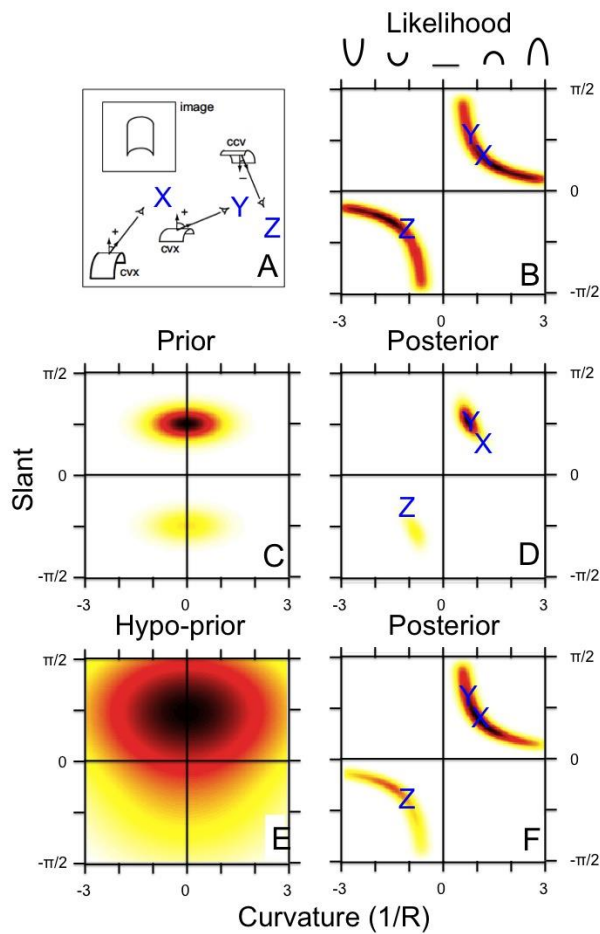 Likelihood
image
ccv
−
X
Y
Z
+
+
cvx
cvx
A
π/2
0
-π/2
Y
X
Z
B
-3
0
3
Prior
Posterior
π/2
0
-π/2
Slant
C
-3
0
3
π/2
0
-π/2
Y
X
Z
D
-3
0
3
Hypo-prior
Posterior
π/2
0
-π/2
E
-3
0
3
π/2
0
-π/2
Y
X
Z
F
-3
0
3
Curvature (1/R)